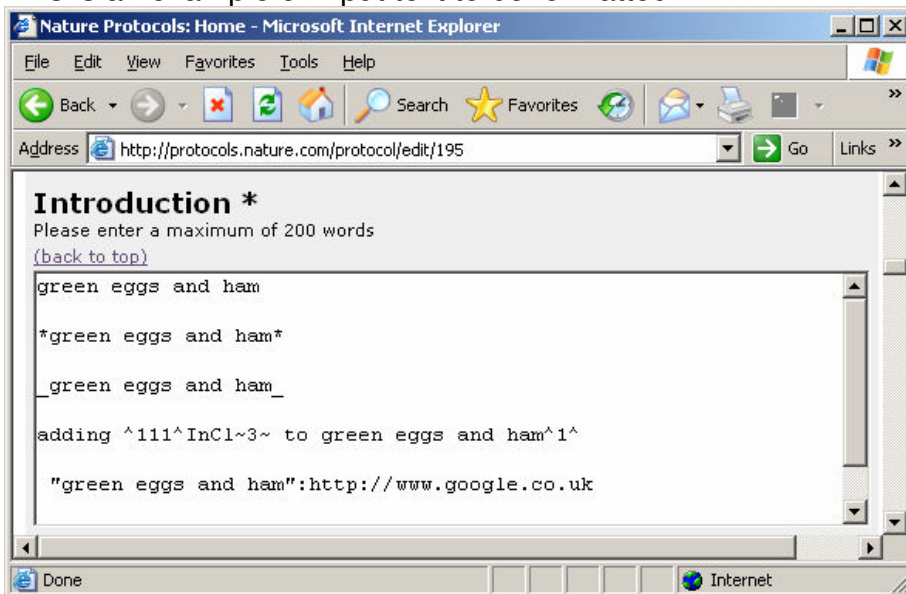 Nature Protocols: Home - Microsoft Internet Explorer
File Edit View Favorites Tools Help
Back Search Favorites »
Address http://protocols.nature.com/protocol/edit/195 Go Links »
Introduction *
Please enter a maximum of 200 words
(back to top)
green eggs and ham
*green eggs and ham*
_green eggs and ham_
adding ^111^InCl~3~ to green eggs and ham^1^
"green eggs and ham":http://www.google.co.uk
Done Internet